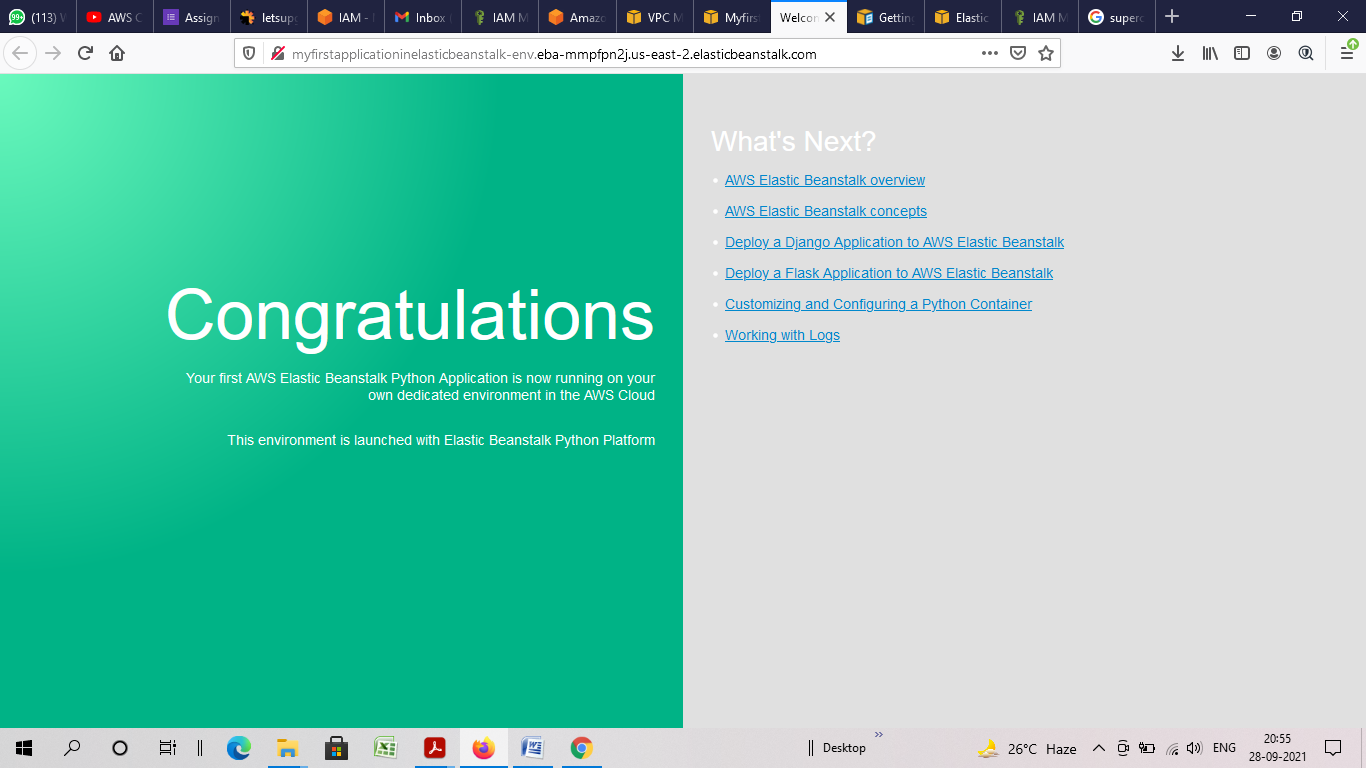 (113) W
AWS C
Assign
letsup
IAM -
Inbox
IAM M
Amazo
VPC M
Myfirs
Welcon
Gettin
Elastic
IAM M
superc
myfirstapplicationinelasticbeanstalk-env.eba-mmpfpn2j.us-east-2.elasticbeanstalk.com
Congratulations
Your first AWS Elastic Beanstalk Python Application is now running on your
own dedicated environment in the AWS Cloud
This environment is launched with Elastic Beanstalk Python Platform
What's Next?
AWS Elastic Beanstalk overview
AWS Elastic Beanstalk concepts
Deploy a Django Application to AWS Elastic Beanstalk
Deploy a Flask Application to AWS Elastic Beanstalk
Customizing and Configuring a Python Container
Working with Logs
Desktop
26°C Haze
ENG
20:55
28-09-2021